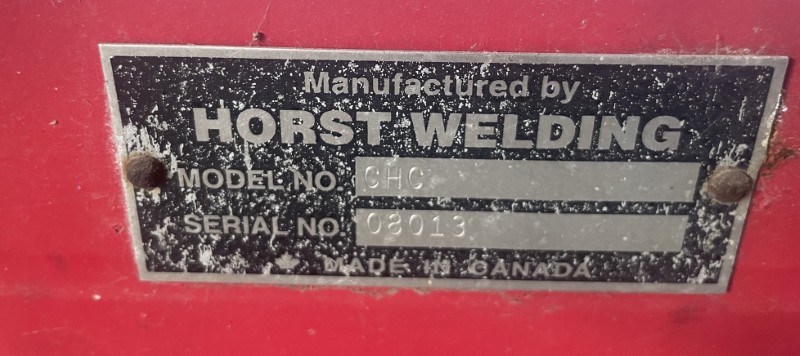 Manufactured by
HORST WELDING
MODEL NO. CHC
SERIAL NO 08013
MADE IN CANADA